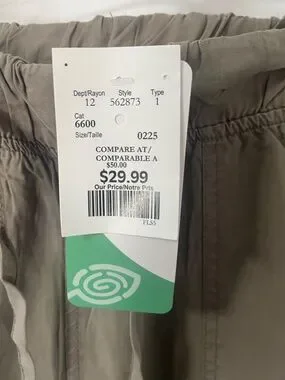 Dept/Rayon Style Type
12 562873 1
Cat
6600
Size/Taille 0225
COMPARE AT/
COMPARABLE A
$50.00
$29.99
Our Price/Notre Prix
FLSS